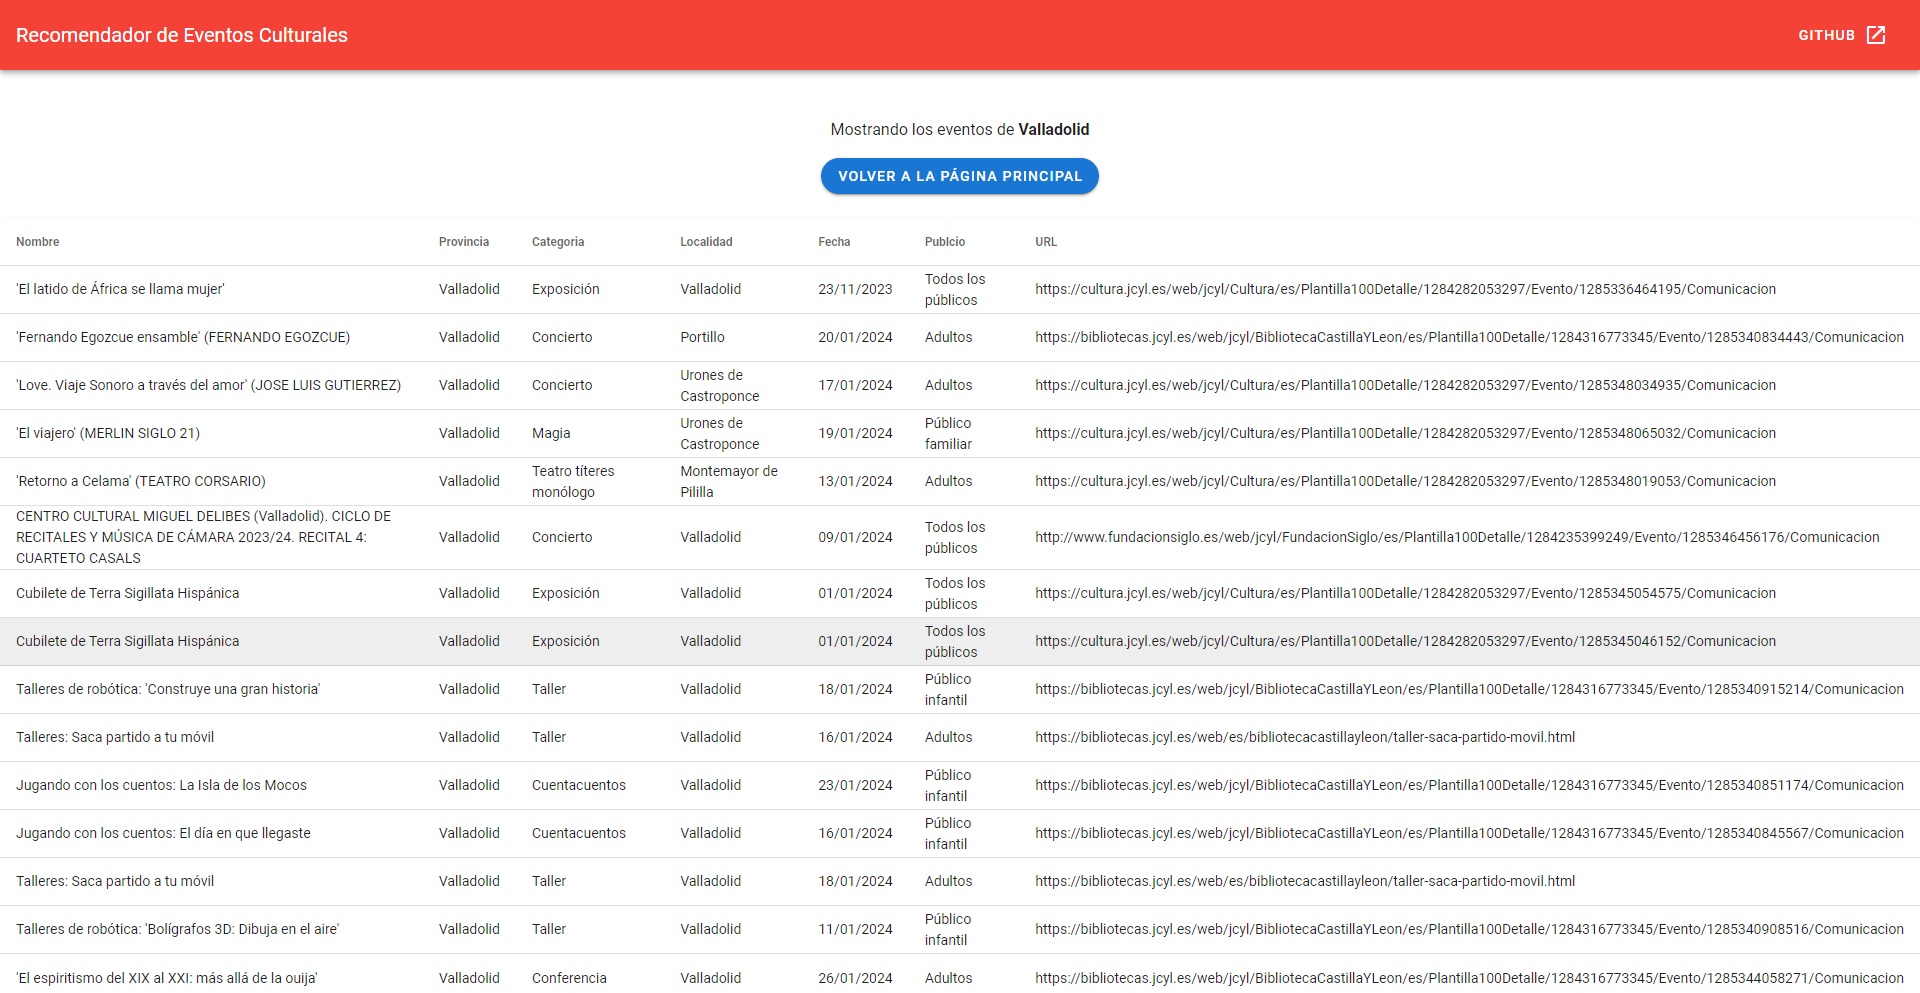 Recomendador de Eventos Culturales
GITHUB
Mostrando los eventos de Valladolid
VOLVER A LA PÁGINA PRINCIPAL
Nombre Provincia Categoria Localidad Fecha Publcio URL
'El latido de África se llama mujer' Valladolid Exposición Valladolid 23/11/2023 Todos los públicos https://cultura.jcyl.es/web/jcyl/Cultura/es/Plantilla100Detalle/1284282053297/Evento/1285336464195/Comunicacion
'Fernando Egozcue ensamble' (FERNANDO EGOZCUE) Valladolid Concierto Portillo 20/01/2024 Adultos https://bibliotecas.jcyl.es/web/jcyl/BibliotecaCastillaYLeon/es/Plantilla100Detalle/1284316773345/Evento/1285340834443/Comunicacion
'Love. Viaje Sonoro a través del amor' (JOSE LUIS GUTIERREZ) Valladolid Concierto Urones de Castroponce 17/01/2024 Adultos https://cultura.jcyl.es/web/jcyl/Cultura/es/Plantilla100Detalle/1284282053297/Evento/1285348034935/Comunicacion
'El viajero' (MERLIN SIGLO 21) Valladolid Magia Urones de Castroponce 19/01/2024 Público familiar https://cultura.jcyl.es/web/jcyl/Cultura/es/Plantilla100Detalle/1284282053297/Evento/1285348065032/Comunicacion
'Retorno a Celama' (TEATRO CORSARIO) Valladolid Teatro títeres monólogo Montemayor de Pililla 13/01/2024 Adultos https://cultura.jcyl.es/web/jcyl/Cultura/es/Plantilla100Detalle/1284282053297/Evento/1285348019053/Comunicacion
CENTRO CULTURAL MIGUEL DELIBES (Valladolid). CICLO DE RECITALES Y MÚSICA DE CÁMARA 2023/24. RECITAL 4: CUARTETO CASALS Valladolid Concierto Valladolid 09/01/2024 Todos los públicos http://www.fundacionsiglo.es/web/jcyl/FundacionSiglo/es/Plantilla100Detalle/1284235399249/Evento/1285346456176/Comunicacion
Cubilete de Terra Sigillata Hispánica Valladolid Exposición Valladolid 01/01/2024 Todos los públicos https://cultura.jcyl.es/web/jcyl/Cultura/es/Plantilla100Detalle/1284282053297/Evento/1285345054575/Comunicacion
Cubilete de Terra Sigillata Hispánica Valladolid Exposición Valladolid 01/01/2024 Todos los públicos https://cultura.jcyl.es/web/jcyl/Cultura/es/Plantilla100Detalle/1284282053297/Evento/1285345046152/Comunicacion
Talleres de robótica: 'Construye una gran historia' Valladolid Taller Valladolid 18/01/2024 Público infantil https://bibliotecas.jcyl.es/web/jcyl/BibliotecaCastillaYLeon/es/Plantilla100Detalle/1284316773345/Evento/1285340915214/Comunicacion
Talleres: Saca partido a tu móvil Valladolid Taller Valladolid 16/01/2024 Adultos https://bibliotecas.jcyl.es/web/es/bibliotecacastillayleon/taller-saca-partido-movil.html
Jugando con los cuentos: La Isla de los Mocos Valladolid Cuentacuentos Valladolid 23/01/2024 Público infantil https://bibliotecas.jcyl.es/web/jcyl/BibliotecaCastillaYLeon/es/Plantilla100Detalle/1284316773345/Evento/1285340851174/Comunicacion
Jugando con los cuentos: El día en que llegaste Valladolid Cuentacuentos Valladolid 16/01/2024 Público infantil https://bibliotecas.jcyl.es/web/jcyl/BibliotecaCastillaYLeon/es/Plantilla100Detalle/1284316773345/Evento/1285340845567/Comunicacion
Talleres: Saca partido a tu móvil Valladolid Taller Valladolid 18/01/2024 Adultos https://bibliotecas.jcyl.es/web/es/bibliotecacastillayleon/taller-saca-partido-movil.html
Talleres de robótica: 'Bolígrafos 3D: Dibuja en el aire' Valladolid Taller Valladolid 11/01/2024 Público infantil https://bibliotecas.jcyl.es/web/jcyl/BibliotecaCastillaYLeon/es/Plantilla100Detalle/1284316773345/Evento/1285340908516/Comunicacion
'El espiritismo del XIX al XXI: más allá de la ouija' Valladolid Conferencia Valladolid 26/01/2024 Adultos https://bibliotecas.jcyl.es/web/jcyl/BibliotecaCastillaYLeon/es/Plantilla100Detalle/1284316773345/Evento/1285344058271/Comunicacion